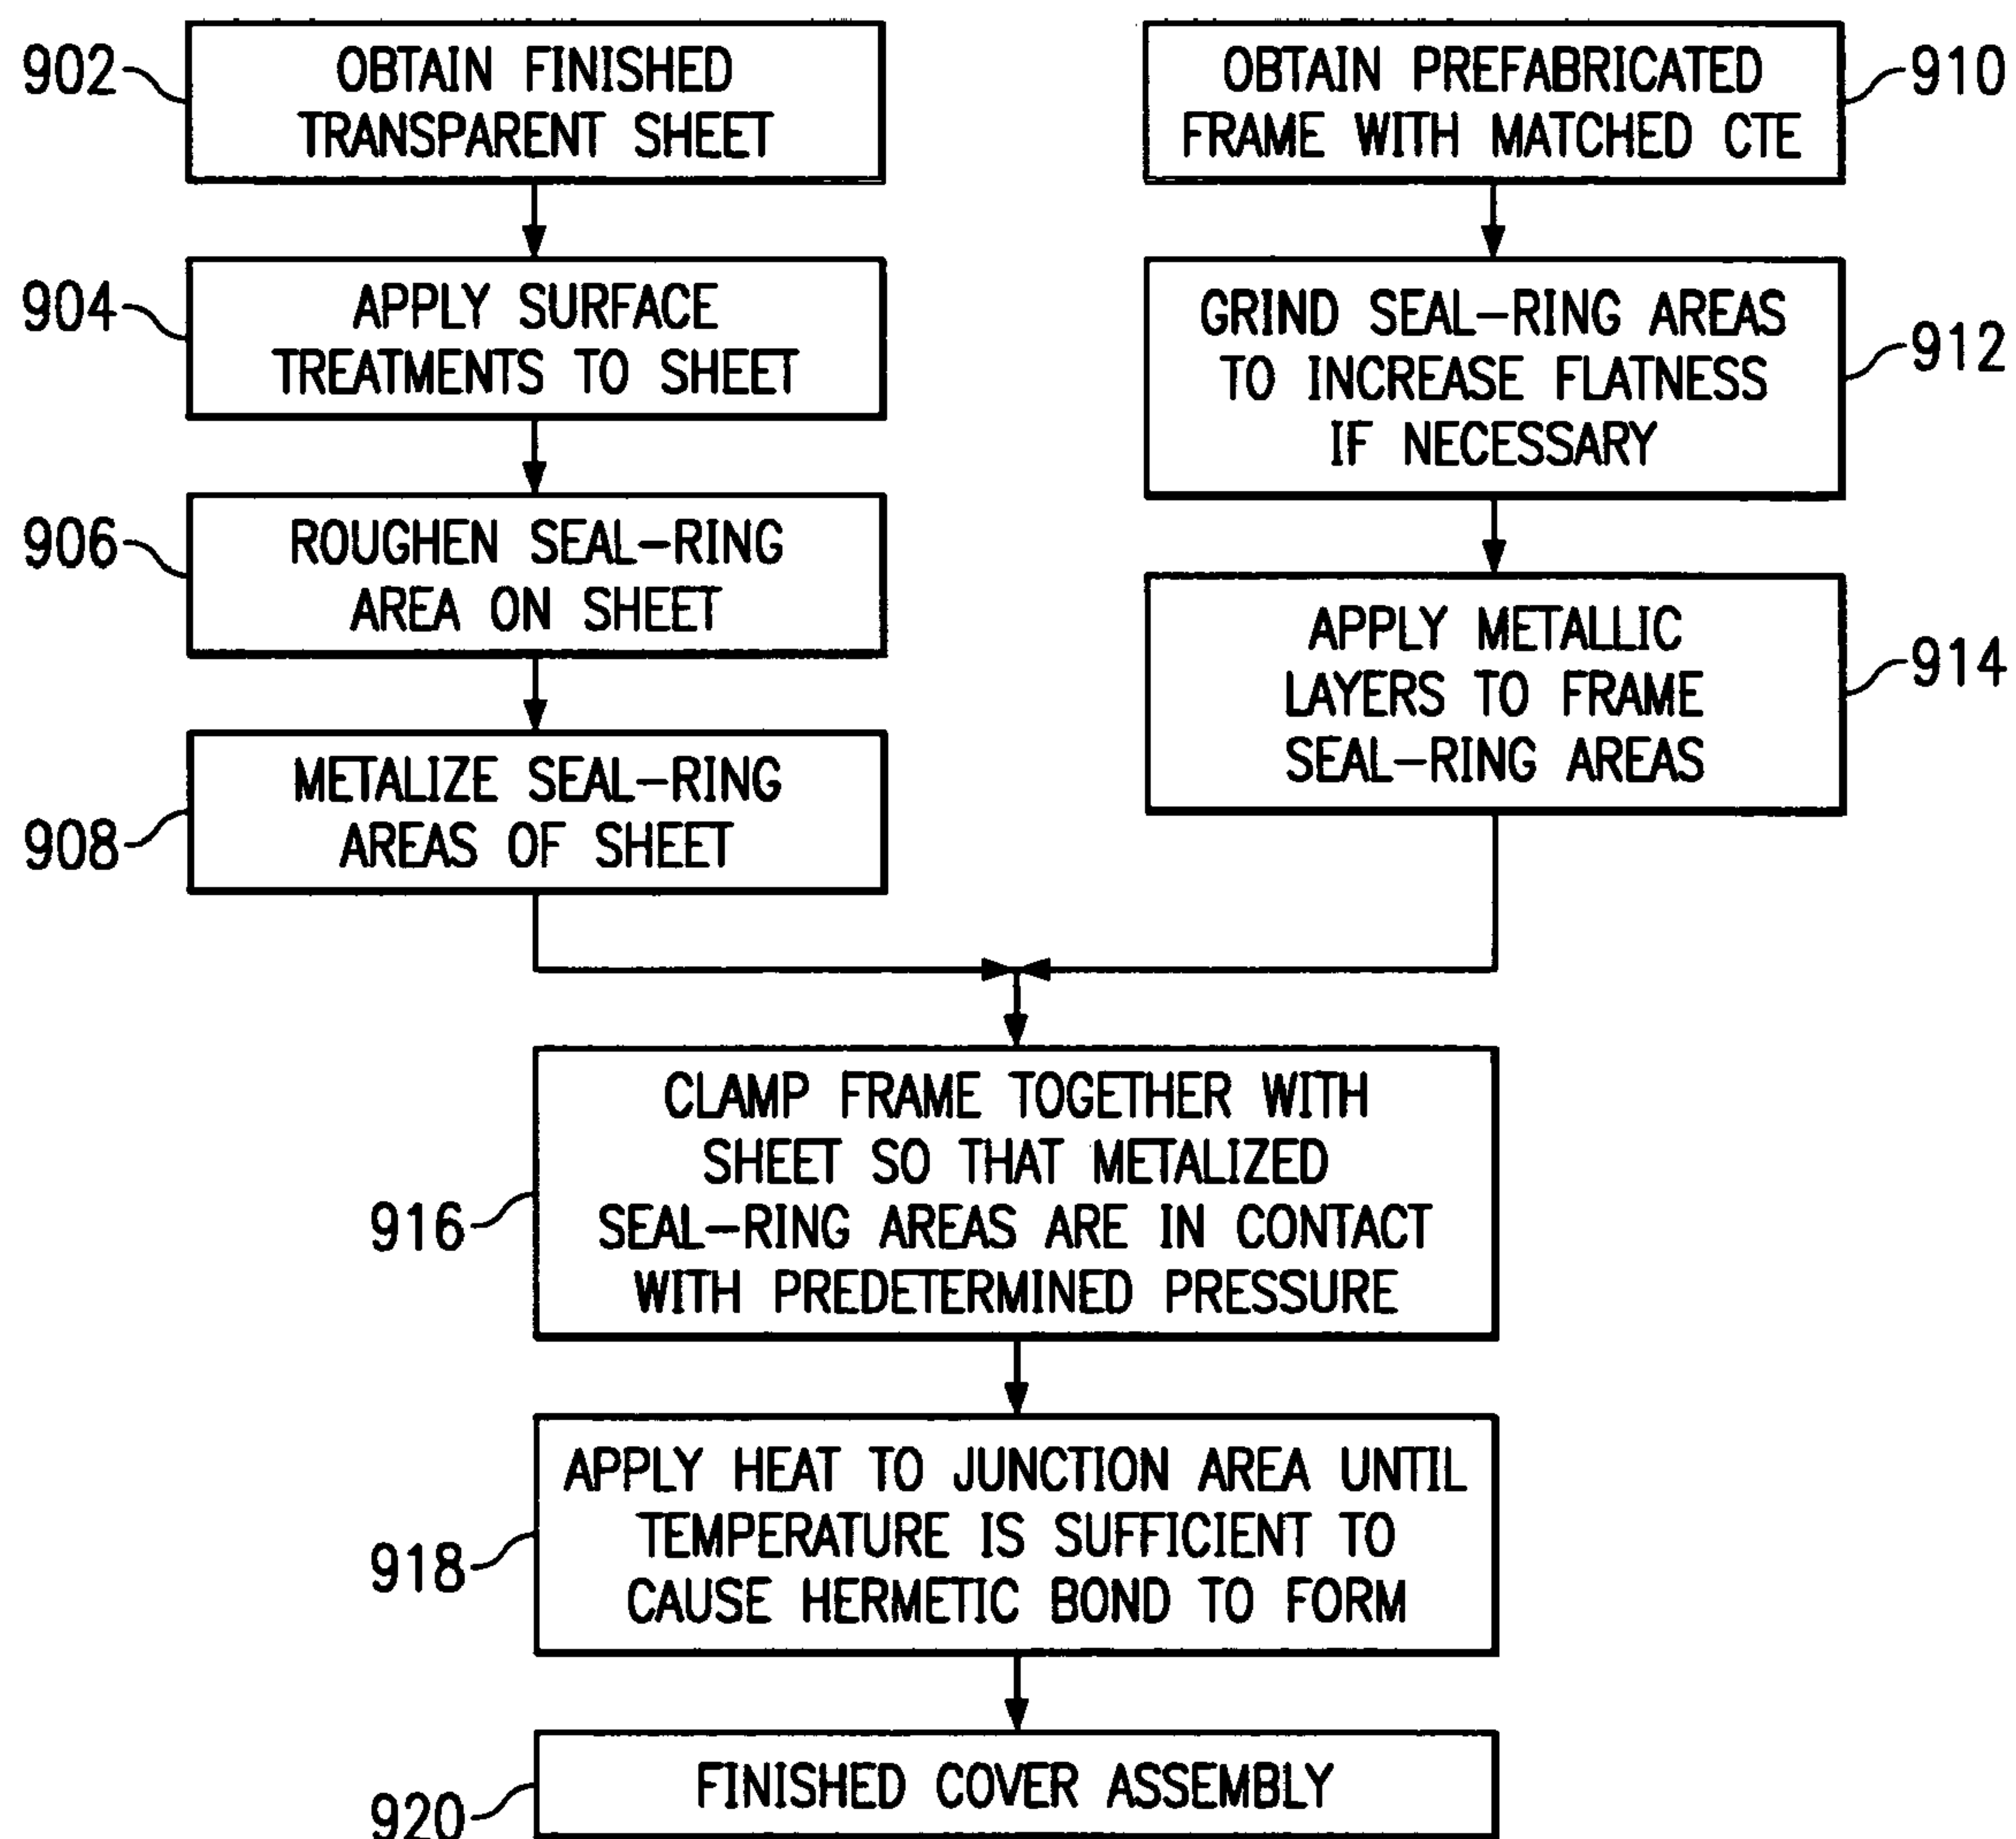 902
OBTAIN FINISHED
TRANSPARENT SHEET
904
APPLY SURFACE
TREATMENTS TO SHEET
906
ROUGHEN SEAL-RING
AREA ON SHEET
908
METALIZE SEAL-RING
AREAS OF SHEET
910
OBTAIN PREFABRICATED
FRAME WITH MATCHED CTE
912
GRIND SEAL-RING AREAS
TO INCREASE FLATNESS
IF NECESSARY
914
APPLY METALLIC
LAYERS TO FRAME
SEAL-RING AREAS
916
CLAMP FRAME TOGETHER WITH
SHEET SO THAT METALIZED
SEAL-RING AREAS ARE IN CONTACT
WITH PREDETERMINED PRESSURE
918
APPLY HEAT TO JUNCTION AREA UNTIL
TEMPERATURE IS SUFFICIENT TO
CAUSE HERMETIC BOND TO FORM
920
FINISHED COVER ASSEMBLY